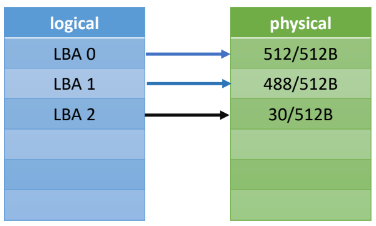 logical physical
LBA 0 512/512B
LBA 1 488/512B
LBA 2 30/512B